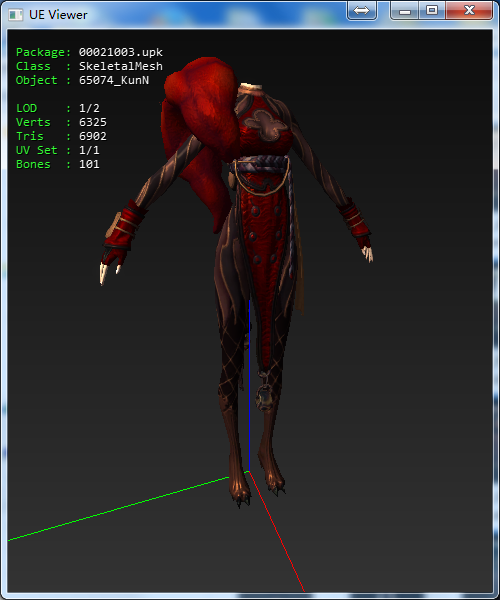 UE Viewer
Package: 00021003.upk
Class : SkeletalMesh
Object : 65074_KunN
LOD : 1/2
Verts : 6325
Tris : 6902
UV Set : 1/1
Bones : 101